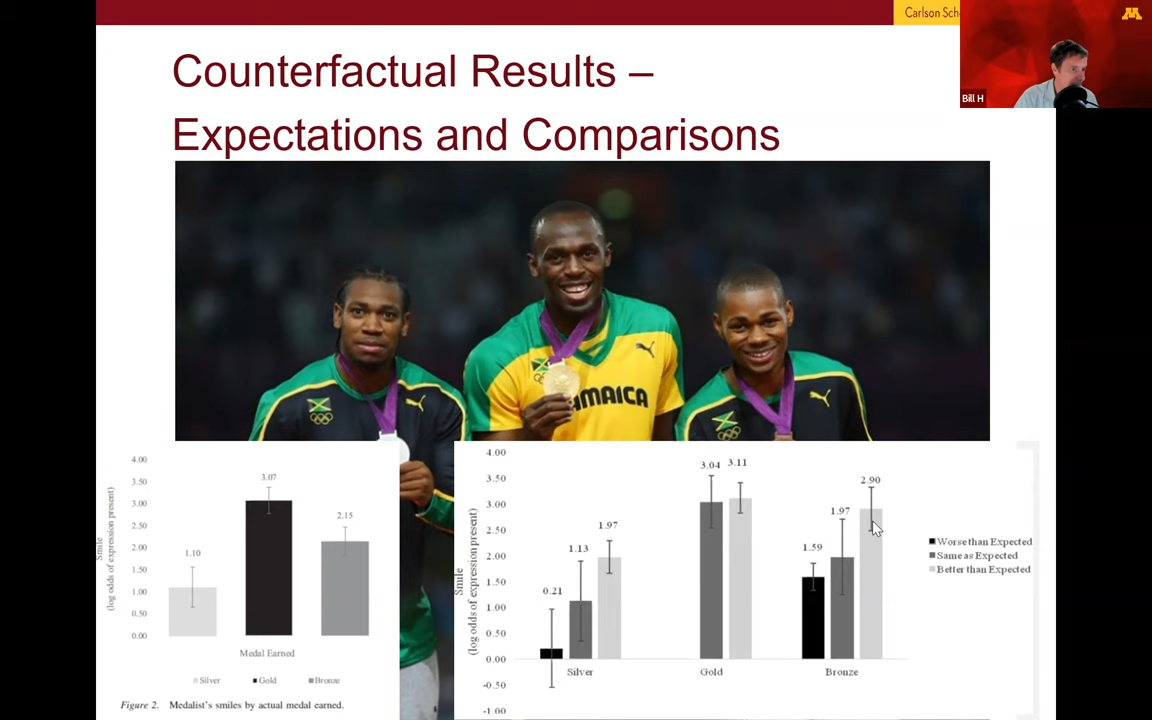 Carlson Sch
Bill H
Counterfactual Results –
Expectations and Comparisons
JAMAICA
4.00
3.50
3.00
2.50
2.00
1.50
1.00
0.50
0.00
Smile
(log odds of expression present)
3.07
2.15
1.10
Medal Earned
Silver
Gold
Bronze
Figure 2. Medalist's smiles by actual medal earned.
4.00
3.50
3.00
2.50
2.00
1.50
1.00
0.50
0.00
-0.50
-1.00
Smile
(log odds of expression present)
0.21
1.13
1.97
3.04
3.11
1.59
1.97
2.90
Silver
Gold
Bronze
Worse than Expected
Same as Expected
Better than Expected